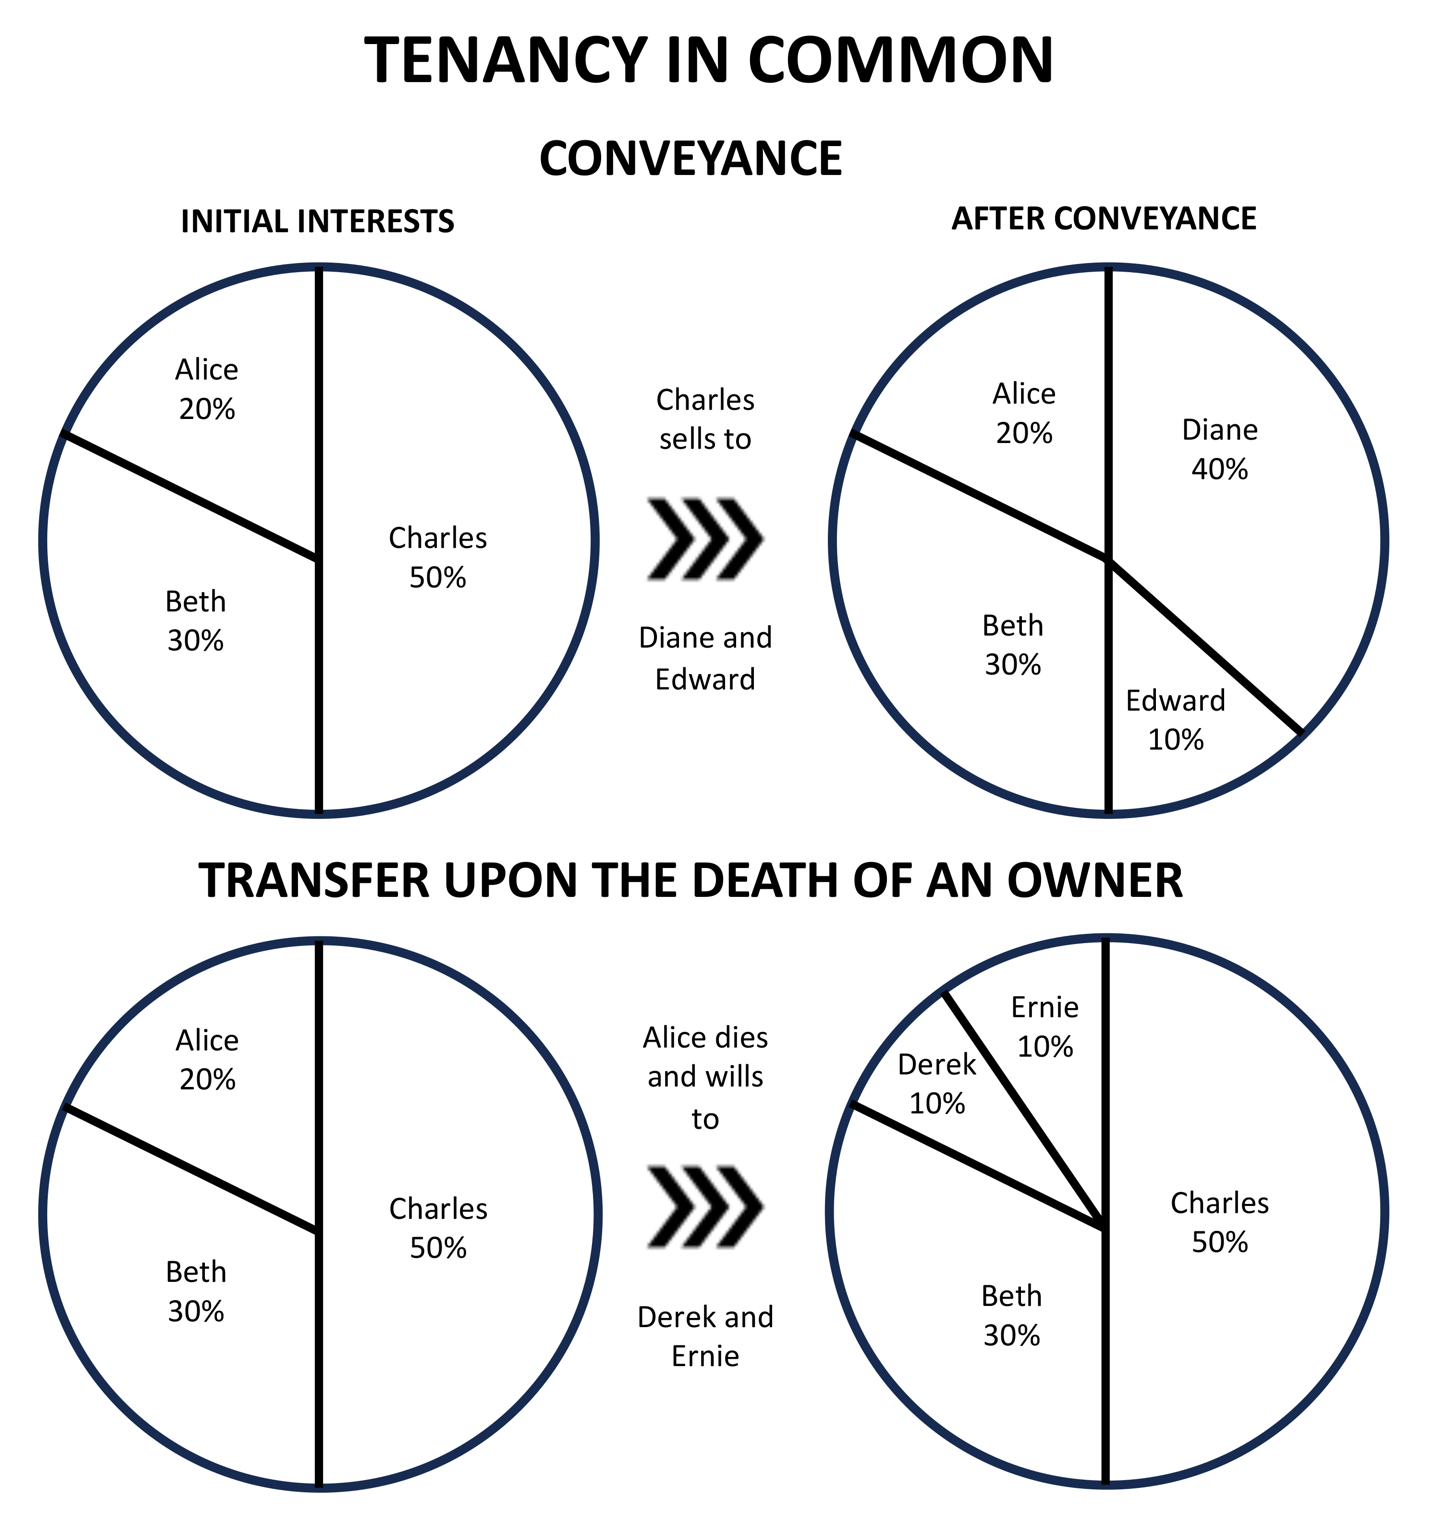 TENANCY IN COMMON
CONVEYANCE
INITIAL INTERESTS
AFTER CONVEYANCE
Alice
20%
Charles
50%
Beth
30%
Charles
sells to
Diane and
Edward
Alice
20%
Diane
40%
Beth
30%
Edward
10%
TRANSFER UPON THE DEATH OF AN OWNER
Alice
20%
Charles
50%
Beth
30%
Alice dies
and wills
to
Derek and
Ernie
Ernie
10%
Derek
10%
Charles
50%
Beth
30%